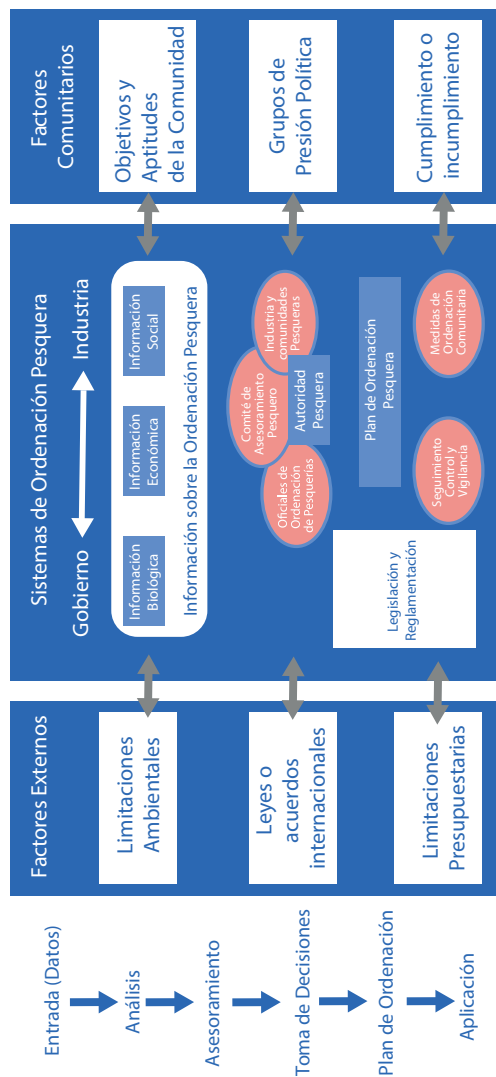 Entrada (Datos)
Análisis
Asesoramiento
Toma de Decisiones
Plan de Ordenación
Aplicación
Factores Externos
Limitaciones
Ambientales
Leyes o
acuerdos
internacionales
Limitaciones
Presupuestarias
Sistemas de Ordenación Pesquera
Gobierno
Industria
Información
Biológica
Información
Económica
Información
Social
Información sobre la Ordenación Pesquera
Comité de
Asesoramiento
Pesquero
Oficiales de
Ordenación
de Pesquerías
Industria y
comunidades
Pesqueras
Autoridad
Pesquera
Plan de Ordenación
Pesquera
Legislación y
Reglamentación
Seguimiento
Control y
Vigilancia
Medidas de
Ordenación
Comunitaria
Factores
Comunitarios
Objetivos y
Aptitudes
de la Comunidad
Grupos de
Presión Política
Cumplimiento o
incumplimiento